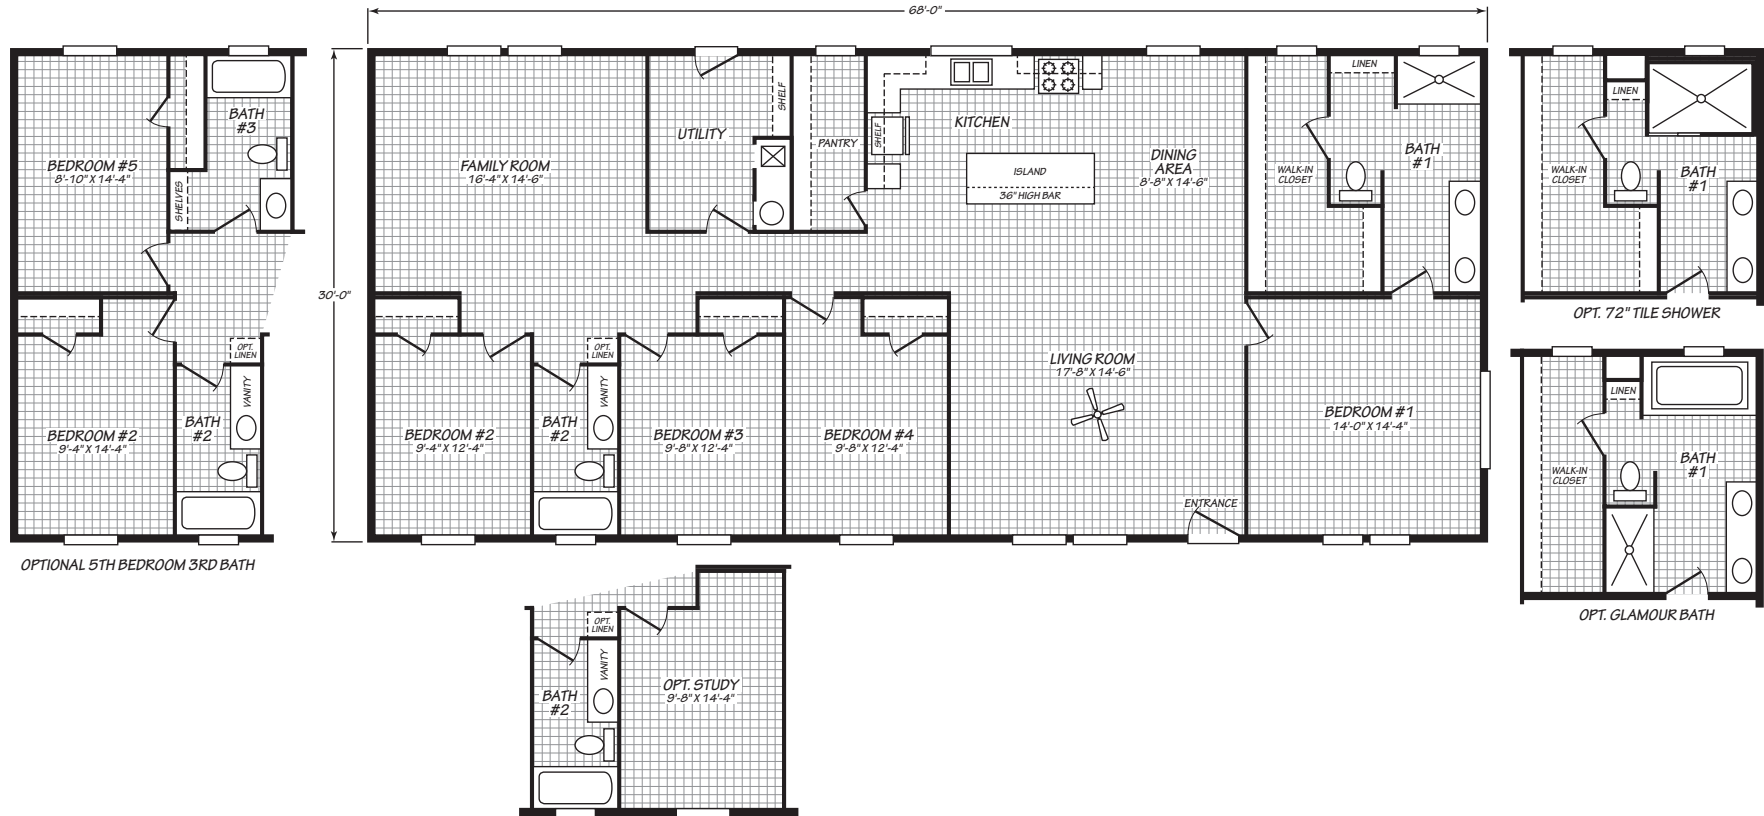 68'-0"
30'-0"
BEDROOM #5
8'-10" X 14'-4"
BATH
#3
SHELVES
BEDROOM #2
9'-4" X 14'-4"
BATH
#2
OPT.
LINEN
VANITY
OPTIONAL 5TH BEDROOM 3RD BATH
FAMILY ROOM
16'-4" X 14'-6"
UTILITY
SHELF
PANTRY
SHELF
KITCHEN
ISLAND
36" HIGH BAR
DINING
AREA
8'-8" X 14'-6"
WALK-IN
CLOSET
LINEN
BATH
#1
BEDROOM #2
9'-4" X 12'-4"
BATH
#2
OPT.
LINEN
VANITY
BEDROOM #3
9'-8" X 12'-4"
BEDROOM #4
9'-8" X 12'-4"
LIVING ROOM
17'-8" X 14'-6"
ENTRANCE
BEDROOM #1
14'-0" X 14'-4"
LINEN
WALK-IN
CLOSET
BATH
#1
OPT. 72" TILE SHOWER
LINEN
WALK-IN
CLOSET
BATH
#1
OPT. GLAMOUR BATH
OPT.
LINEN
VANITY
BATH
#2
OPT. STUDY
9'-8" X 14'-4"